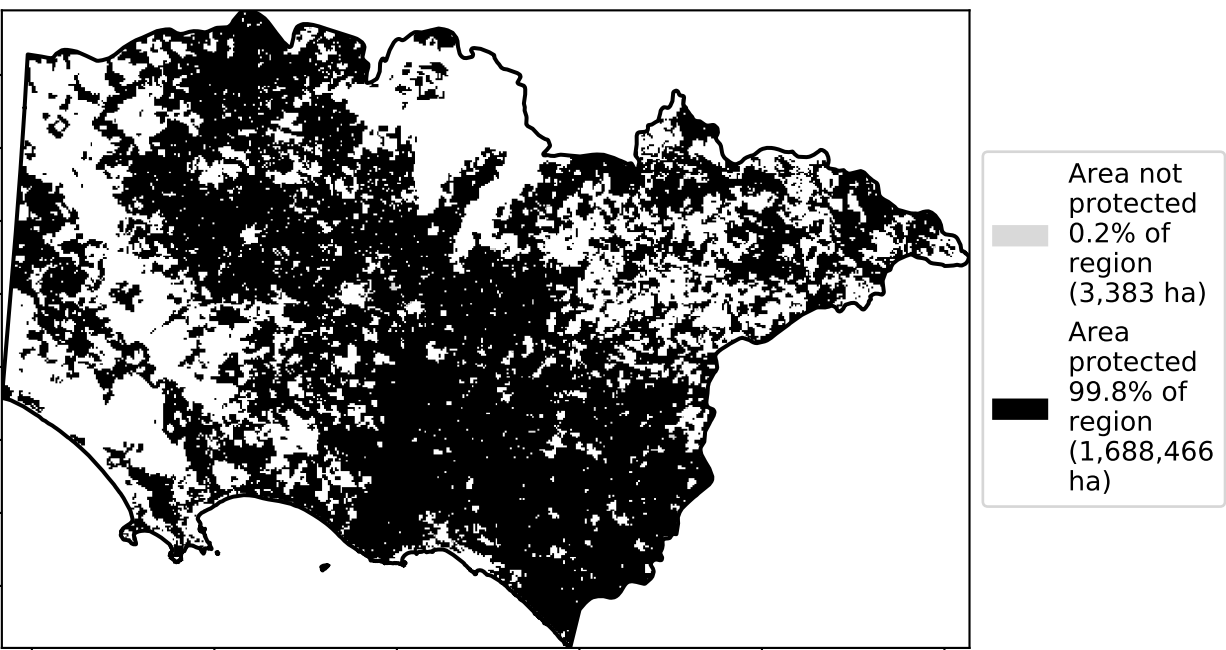 Area not
protected
0.2% of
region
(3,383 ha)
Area
protected
99.8% of
region
(1,688,466
ha)